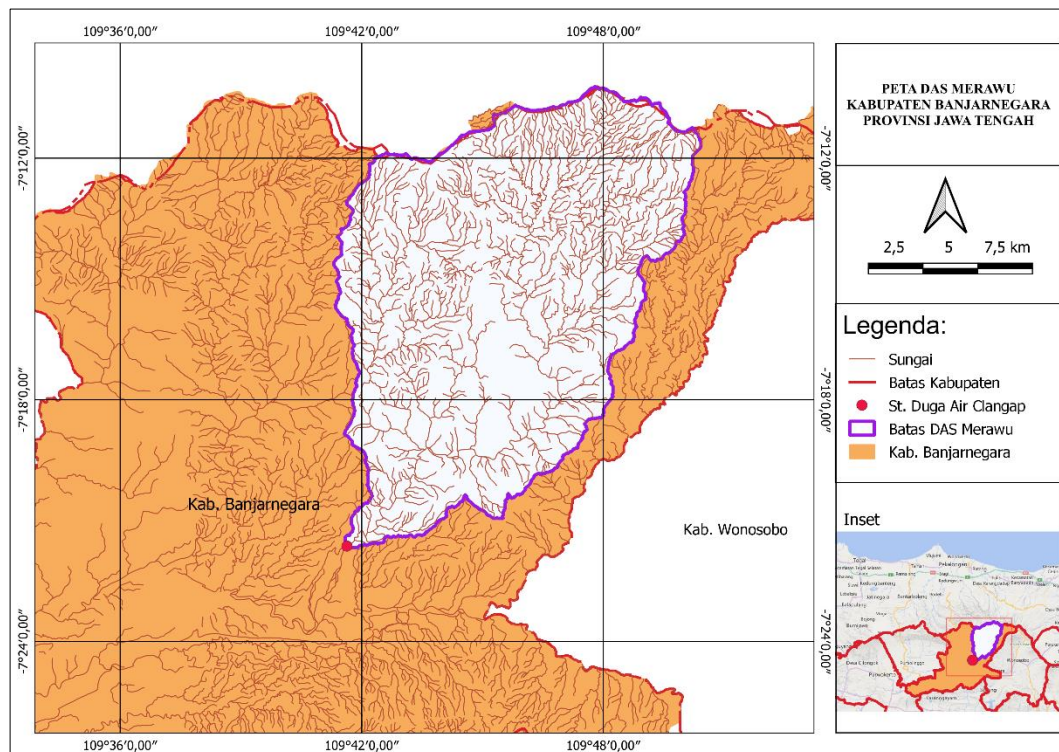 109°36'0,00"
109°42'0,00"
109°48'0,00"
PETA DAS MERAWU
KABUPATEN BANJARNEGARA
PROVINSI JAWA TENGAH
-7°12'0,00"
-7°12'0,00"
2,5 5 7,5 km
Legenda:
Sungai
Batas Kabupaten
St. Duga Air Clangap
Batas DAS Merawu
Kab. Banjarnegara
-7°18'0,00"
-7°18'0,00"
Kab. Banjarnegara
Kab. Wonosobo
Inset
Pekalongan
Purwokerto
-7°24'0,00"
-7°24'0,00"
109°36'0,00"
109°42'0,00"
109°48'0,00"